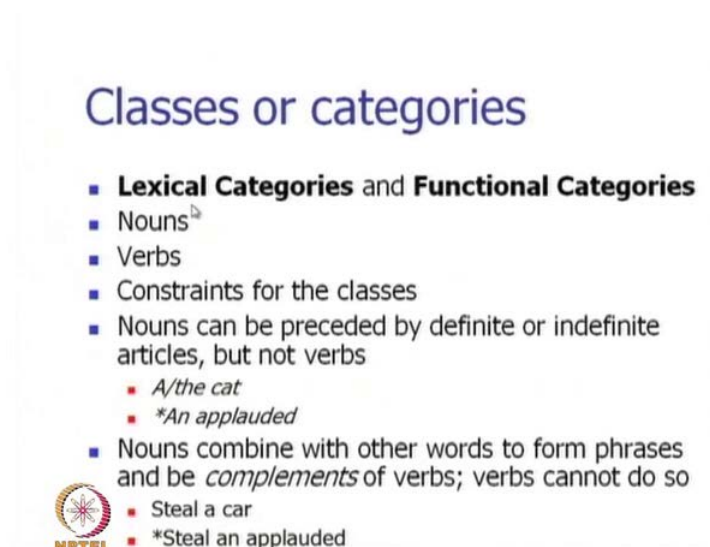 Classes or categories
Lexical Categories and Functional Categories
Nouns
Verbs
Constraints for the classes
Nouns can be preceded by definite or indefinite
articles, but not verbs
A/the cat
*An applauded
Nouns combine with other words to form phrases
and be complements of verbs; verbs cannot do so
Steal a car
*Steal an applauded
NPTEL